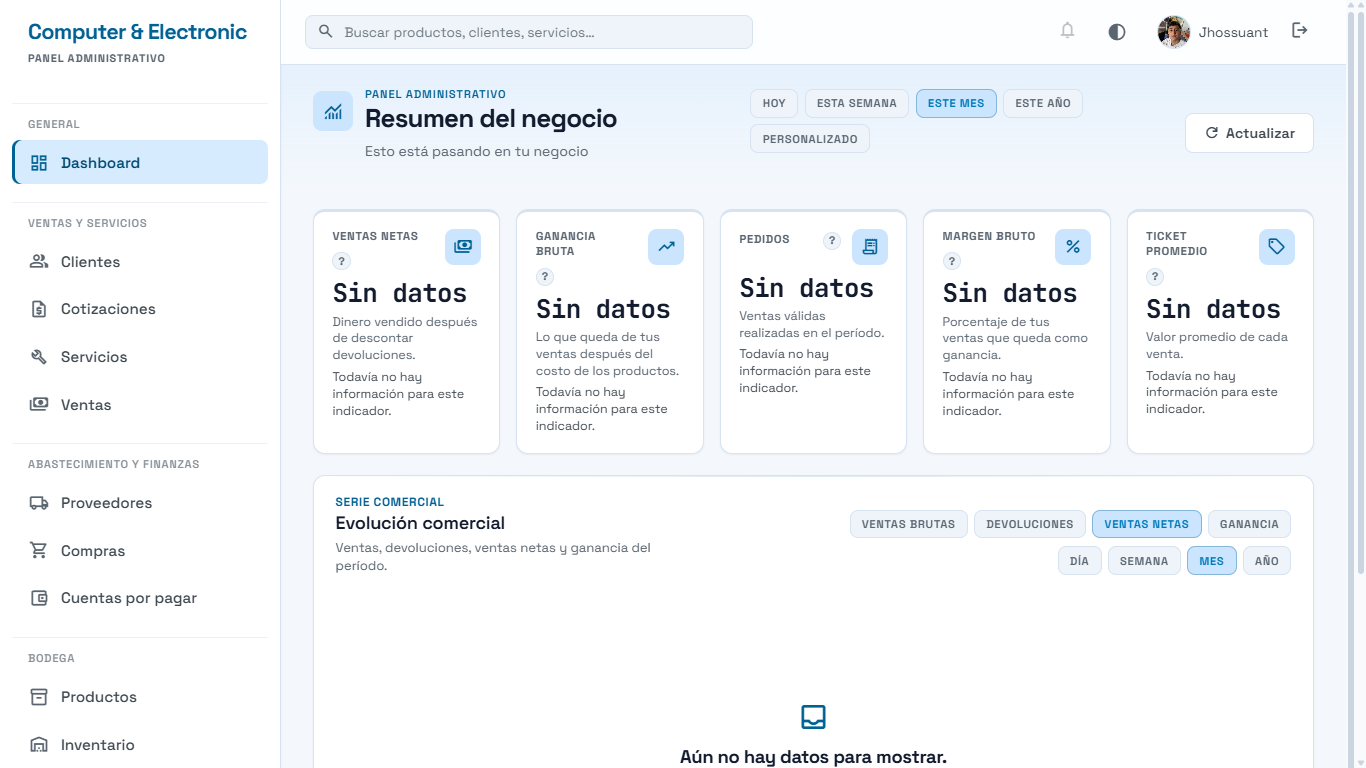 Computer & Electronic
PANEL ADMINISTRATIVO
GENERAL
Dashboard
VENTAS Y SERVICIOS
Clientes
Cotizaciones
Servicios
Ventas
ABASTECIMIENTO Y FINANZAS
Proveedores
Compras
Cuentas por pagar
BODEGA
Productos
Inventario
Buscar productos, clientes, servicios...
Jhossuant
PANEL ADMINISTRATIVO
Resumen del negocio
Esto está pasando en tu negocio
HOY
ESTA SEMANA
ESTE MES
ESTE AÑO
PERSONALIZADO
Actualizar
VENTAS NETAS
?
Sin datos
Dinero vendido después
de descontar
devoluciones.
Todavía no hay
información para este
indicador.
GANANCIA
BRUTA
?
Sin datos
Lo que queda de tus
ventas después del
costo de los productos.
Todavía no hay
información para este
indicador.
PEDIDOS
?
Sin datos
Ventas válidas
realizadas en el período.
Todavía no hay
información para este
indicador.
MARGEN BRUTO
?
%
Sin datos
Porcentaje de tus
ventas que queda como
ganancia.
Todavía no hay
información para este
indicador.
TICKET
PROMEDIO
?
Sin datos
Valor promedio de cada
venta.
Todavía no hay
información para este
indicador.
SERIE COMERCIAL
Evolución comercial
Ventas, devoluciones, ventas netas y ganancia del
período.
VENTAS BRUTAS
DEVOLUCIONES
VENTAS NETAS
GANANCIA
DÍA
SEMANA
MES
AÑO
Aún no hay datos para mostrar.